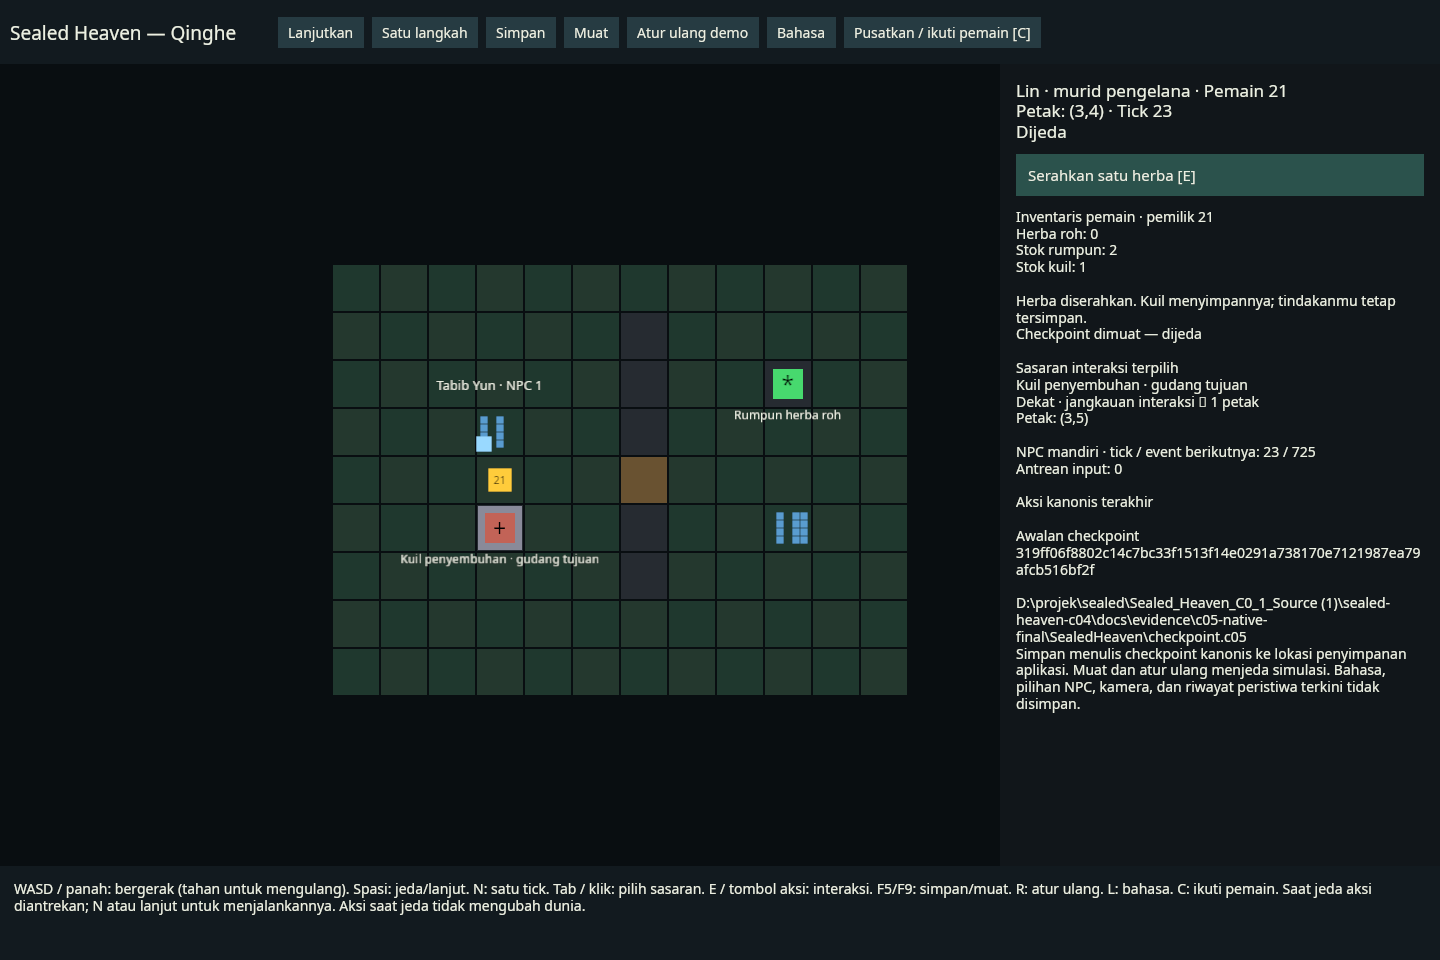 Sealed Heaven — Qinghe
Lanjutkan
Satu langkah
Simpan
Muat
Atur ulang demo
Bahasa
Pusatkan / ikuti pemain [C]
Lin · murid pengelana · Pemain 21
Petak: (3,4) · Tick 23
Dijeda
Serahkan satu herba [E]
Inventaris pemain · pemilik 21
Herba roh: 0
Stok rumpun: 2
Stok kuil: 1
Herba diserahkan. Kuil menyimpannya; tindakanmu tetap
tersimpan.
Checkpoint dimuat — dijeda
Sasaran interaksi terpilih
Kuil penyembuhan · gudang tujuan
Dekat · jangkauan interaksi 1 petak
Petak: (3,5)
NPC mandiri · tick / event berikutnya: 23 / 725
Antrean input: 0
Aksi kanonis terakhir
Awalan checkpoint
319ff06f8802c14c7bc33f1513f14e0291a738170e7121987ea79
afcb516bf2f
D:\projek\sealed\Sealed_Heaven_C0_1_Source (1)\sealed-
heaven-c04\docs\evidence\c05-native-
final\SealedHeaven\checkpoint.c05
Simpan menulis checkpoint kanonis ke lokasi penyimpanan
aplikasi. Muat dan atur ulang menjeda simulasi. Bahasa,
pilihan NPC, kamera, dan riwayat peristiwa terkini tidak
disimpan.
Tabib Yun · NPC 1
*
Rumpun herba roh
21
+
Kuil penyembuhan · gudang tujuan
WASD / panah: bergerak (tahan untuk mengulang). Spasi: jeda/lanjut. N: satu tick. Tab / klik: pilih sasaran. E / tombol aksi: interaksi. F5/F9: simpan/muat. R: atur ulang. L: bahasa. C: ikuti pemain. Saat jeda aksi
diantrekan; N atau lanjut untuk menjalankannya. Aksi saat jeda tidak mengubah dunia.